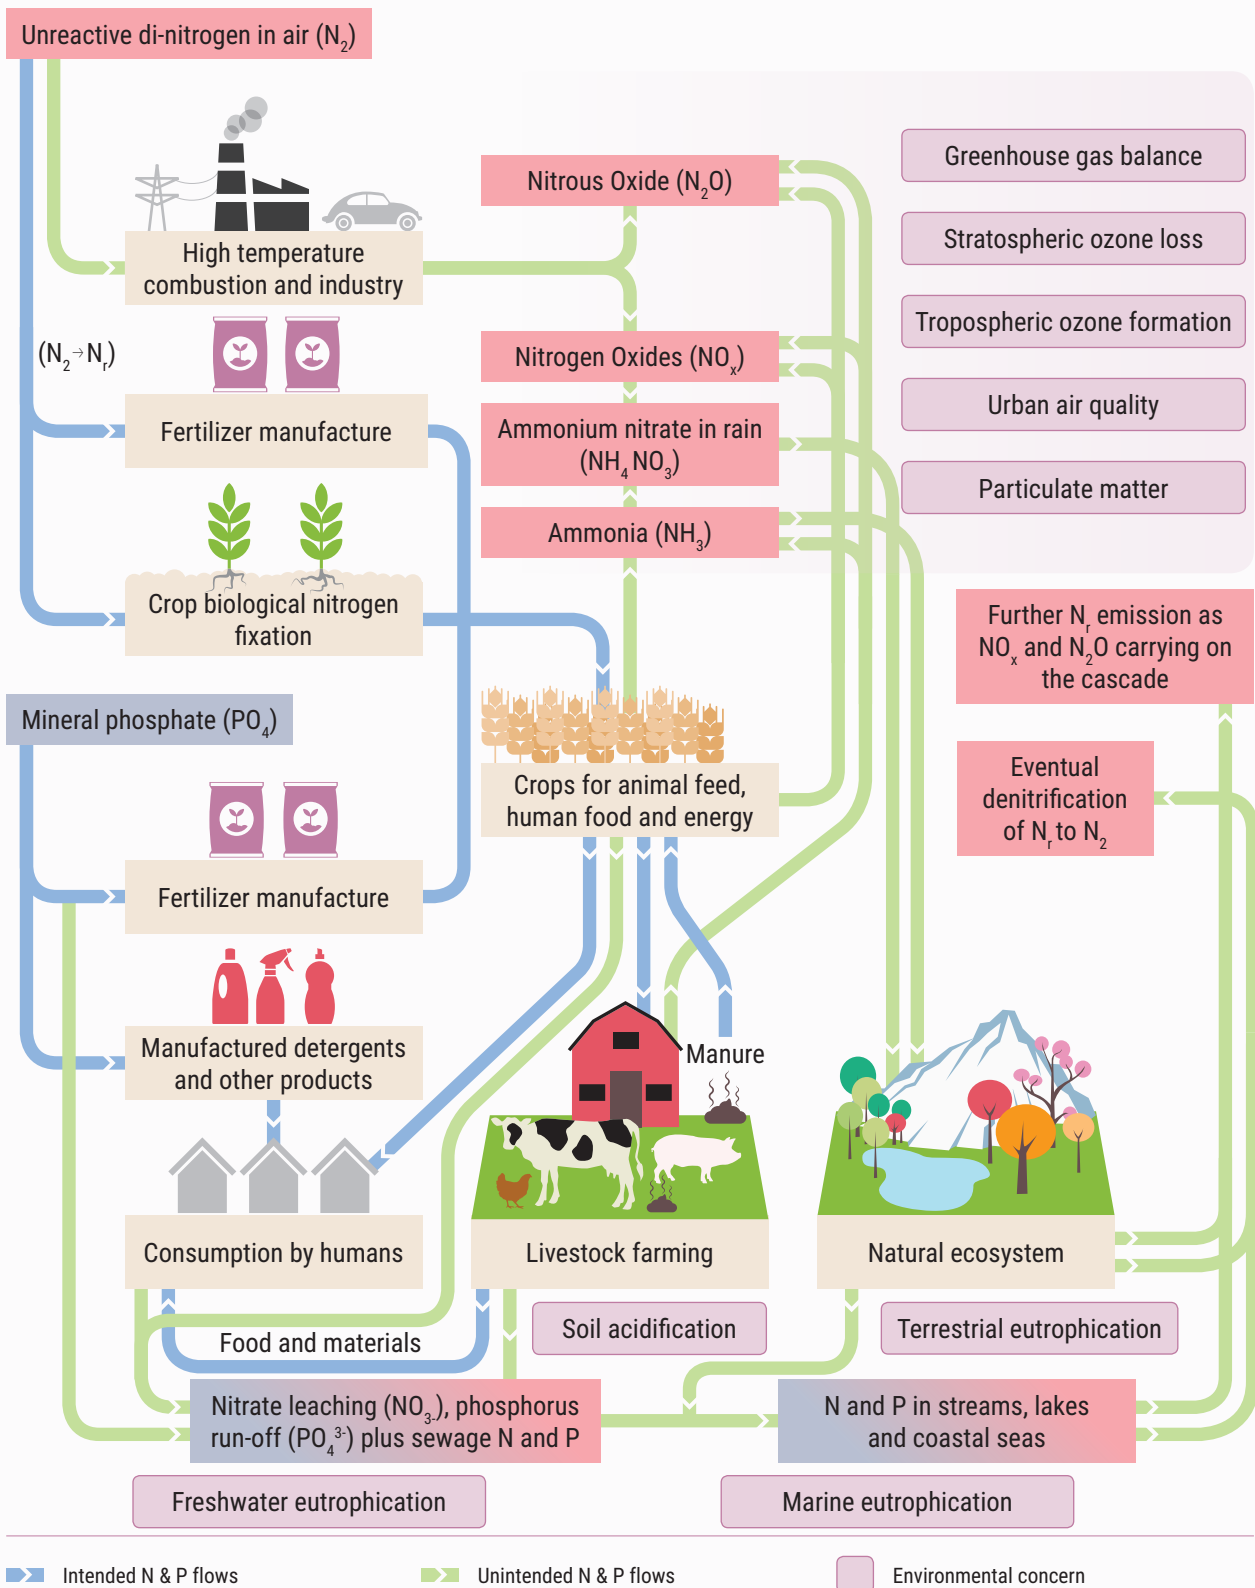 Unreactive di-nitrogen in air (N₂)
Greenhouse gas balance
Nitrous Oxide (N₂O)
Stratospheric ozone loss
High temperature
combustion and industry
Tropospheric ozone formation
(N₂→Nᵣ)
Nitrogen Oxides (NOₓ)
Urban air quality
Fertilizer manufacture
Ammonium nitrate in rain
(NH₄ NO₃)
Particulate matter
Ammonia (NH₃)
Crop biological nitrogen
fixation
Further Nᵣ emission as
NOₓ and N₂O carrying on
the cascade
Mineral phosphate (PO₄)
Crops for animal feed,
human food and energy
Eventual
denitrification
of Nᵣ to N₂
Fertilizer manufacture
Manufactured detergents
and other products
Manure
Consumption by humans
Livestock farming
Natural ecosystem
Food and materials
Soil acidification
Terrestrial eutrophication
Nitrate leaching (NO₃₋), phosphorus
run-off (PO₄³⁻) plus sewage N and P
N and P in streams, lakes
and coastal seas
Freshwater eutrophication
Marine eutrophication
Intended N & P flows
Unintended N & P flows
Environmental concern